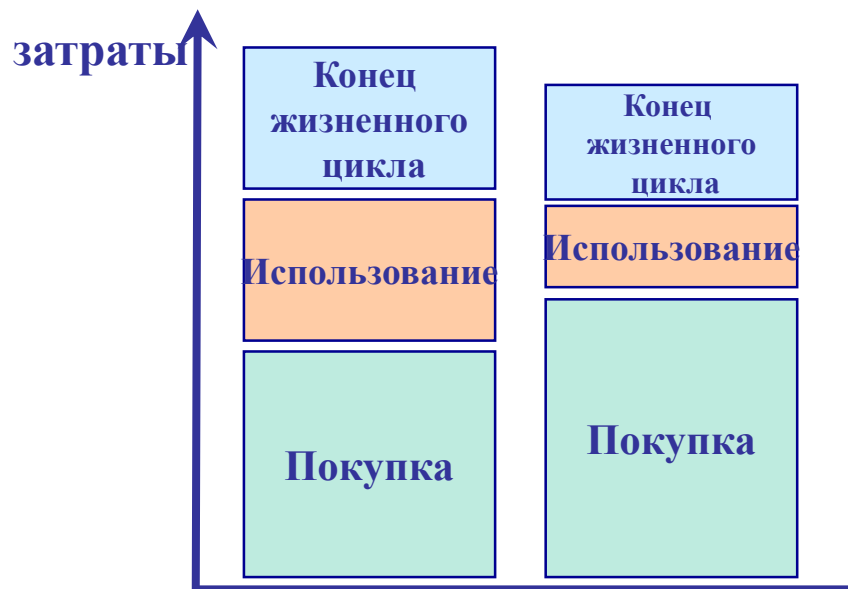 затраты
Конец
жизненного
цикла
Использование
Покупка
Конец
жизненного
цикла
Использование
Покупка